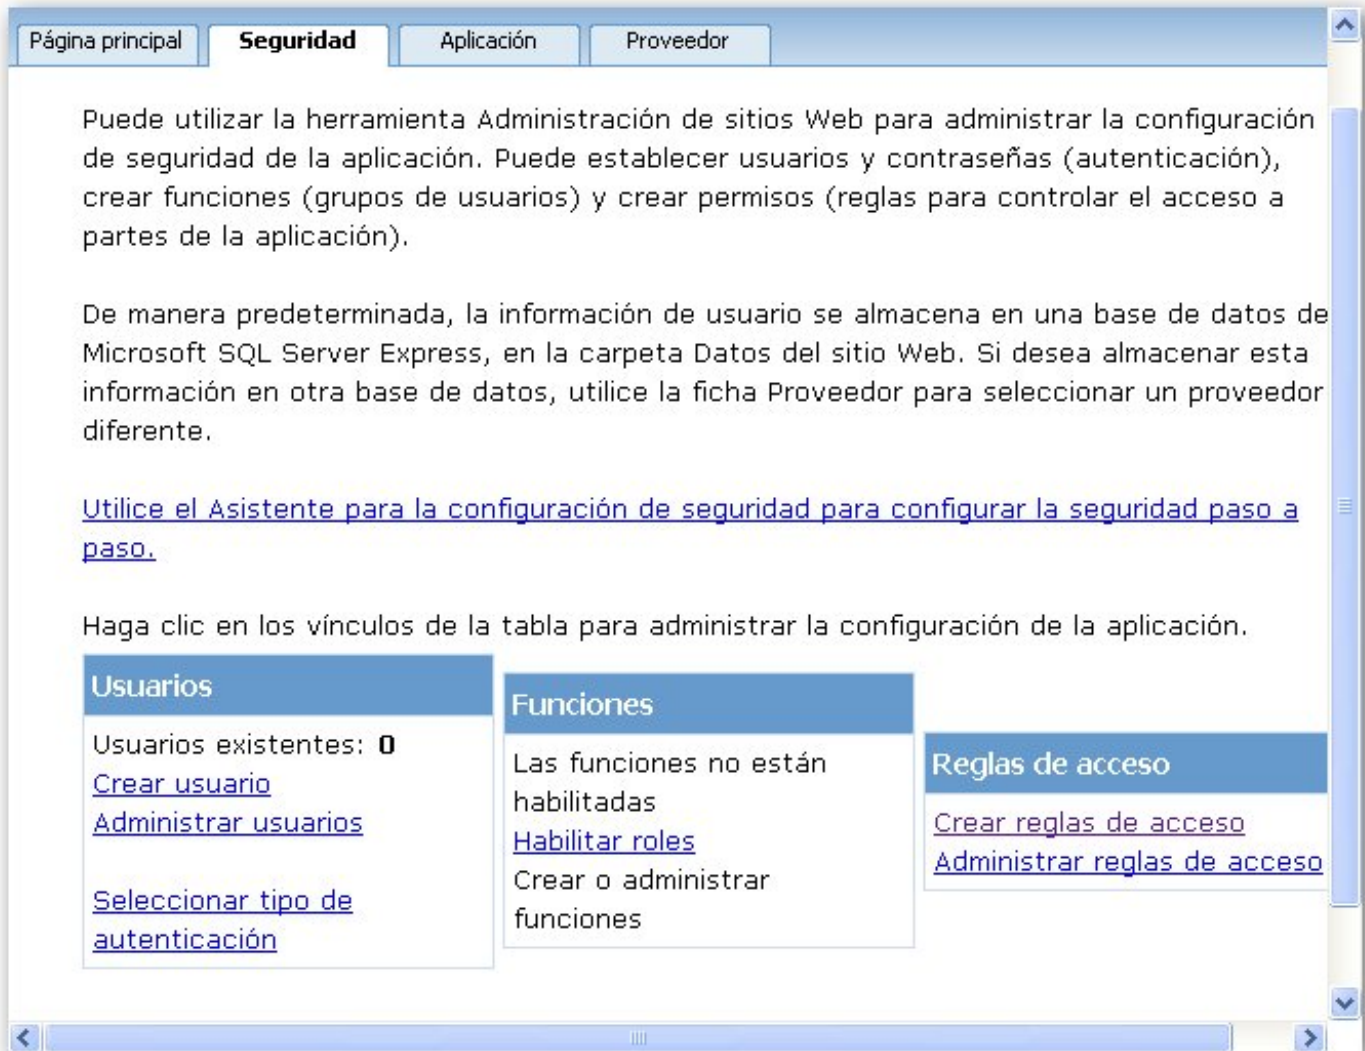 Página principal
Seguridad
Aplicación
Proveedor
Puede utilizar la herramienta Administración de sitios Web para administrar la configuración
de seguridad de la aplicación. Puede establecer usuarios y contraseñas (autenticación),
crear funciones (grupos de usuarios) y crear permisos (reglas para controlar el acceso a
partes de la aplicación).
De manera predeterminada, la información de usuario se almacena en una base de datos de
Microsoft SQL Server Express, en la carpeta Datos del sitio Web. Si desea almacenar esta
información en otra base de datos, utilice la ficha Proveedor para seleccionar un proveedor
diferente.
Utilice el Asistente para la configuración de seguridad para configurar la seguridad paso a
paso.
Haga clic en los vínculos de la tabla para administrar la configuración de la aplicación.
Usuarios
Usuarios existentes: 0
Crear usuario
Administrar usuarios
Seleccionar tipo de
autenticación
Funciones
Las funciones no están
habilitadas
Habilitar roles
Crear o administrar
funciones
Reglas de acceso
Crear reglas de acceso
Administrar reglas de acceso